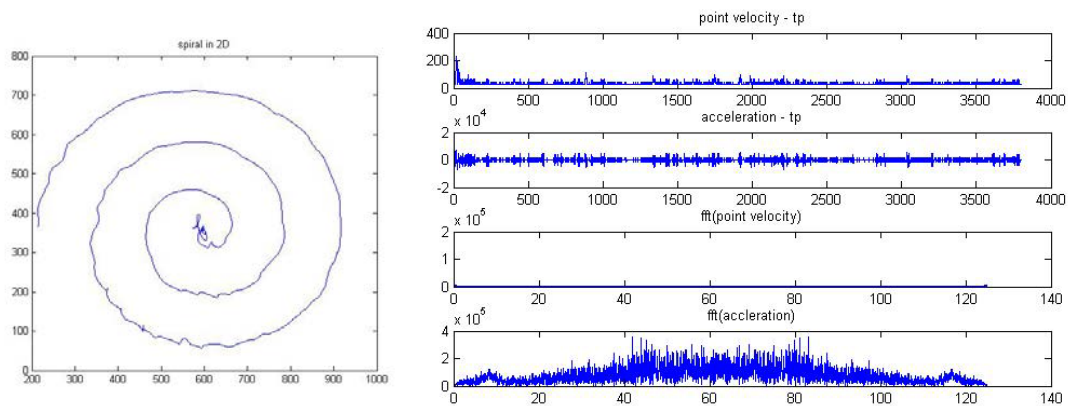 spiral in 2D
800
700
600
500
400
300
200
100
0
200 300 400 500 600 700 800 900 1000
point velocity - tp
400
200
0
0 500 1000 1500 2000 2500 3000 3500 4000
x 10^4 acceleration - tp
2
0
-2
0 500 1000 1500 2000 2500 3000 3500 4000
x 10^5 fft(point velocity)
2
1
0
0 20 40 60 80 100 120 140
x 10^5 fft(accleration)
4
2
0
0 20 40 60 80 100 120 140